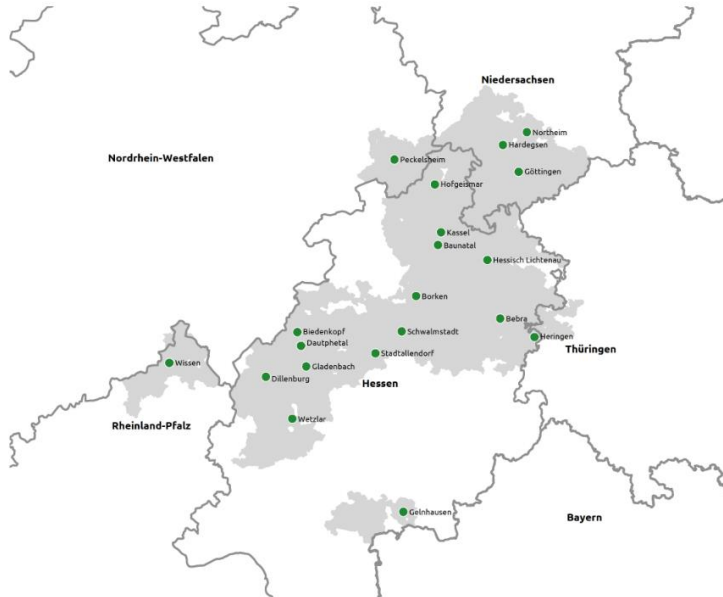 Niedersachsen
Northeim
Hardegsen
Nordrhein-Westfalen
Peckelsheim
Göttingen
Hofgeismar
Kassel
Baunatal
Hessisch Lichtenau
Borken
Bebra
Biedenkopf
Schwalmstadt
Heringen
Dautphetal
Thüringen
Stadtallendorf
Wissen
Gladenbach
Dillenburg
Hessen
Wetzlar
Rheinland-Pfalz
Gelnhausen
Bayern